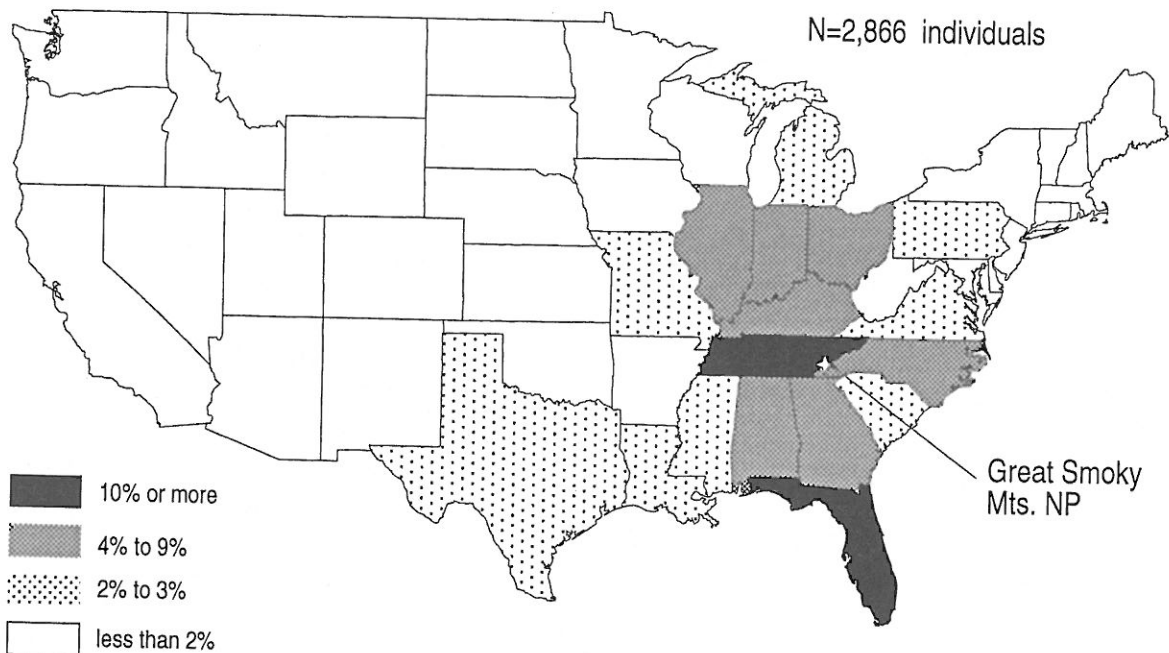 N=2,866 individuals
Great Smoky
Mts. NP
10% or more
4% to 9%
2% to 3%
less than 2%